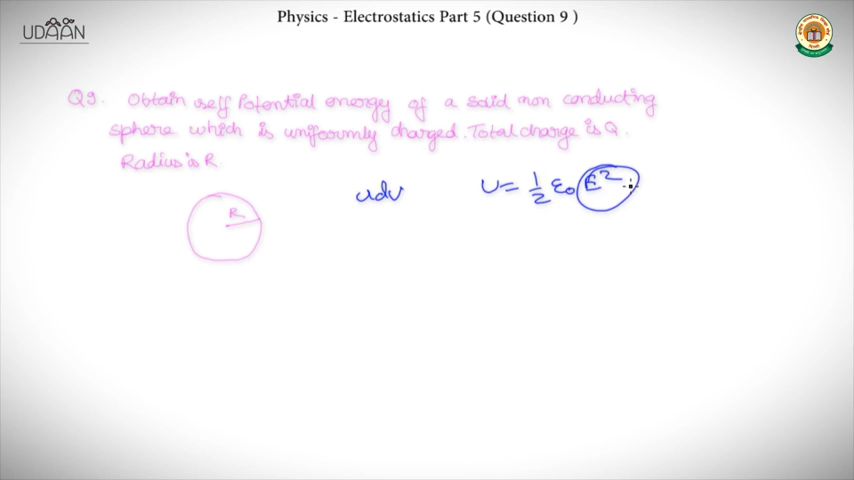 Physics - Electrostatics Part 5 (Question 9 )
UDAAN
Q9. Obtain self Potential energy of a solid non conducting
sphere which is uniformly charged. Total charge is Q.
Radius is R.
R
udv
U= 1/2 ε0 E²